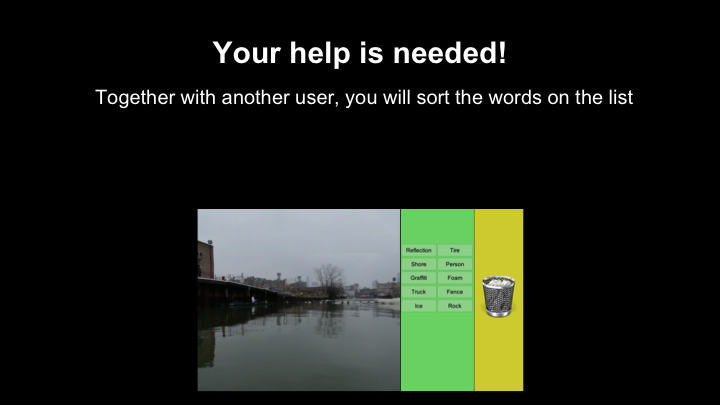 Your help is needed!
Together with another user, you will sort the words on the list
Reflection Tire
Shore Person
Graffiti Foam
Truck Fence
Ice Rock